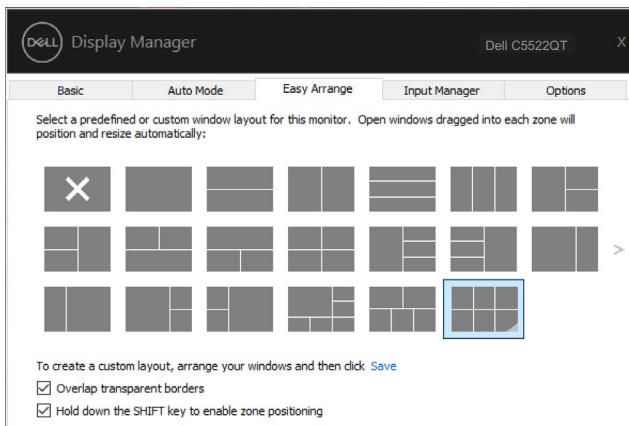 DELL Display Manager Dell C5522QT X
Basic Auto Mode Easy Arrange Input Manager Options
Select a predefined or custom window layout for this monitor. Open windows dragged into each zone will
position and resize automatically:
>
To create a custom layout, arrange your windows and then click Save
Overlap transparent borders
Hold down the SHIFT key to enable zone positioning